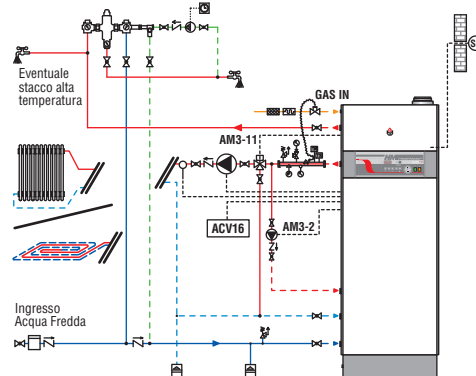 Eventuale
stacco alta
temperatura
GAS IN
AM3-11
ACV16
AM3-2
Ingresso
Acqua Fredda
S